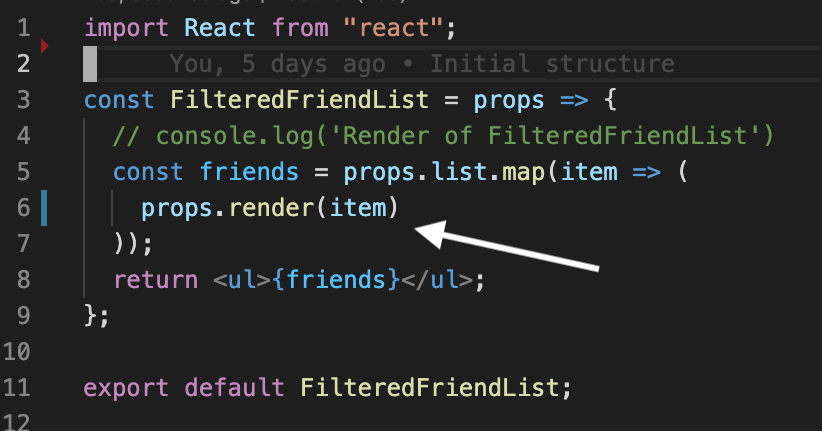 1 import React from "react";
2 You, 5 days ago • Initial structure
3 const FilteredFriendList = props => {
4 // console.log('Render of FilteredFriendList')
5 const friends = props.list.map(item => (
6 props.render(item)
7 ));
8 return <ul>{friends}</ul>;
9 };
10
11 export default FilteredFriendList;
12